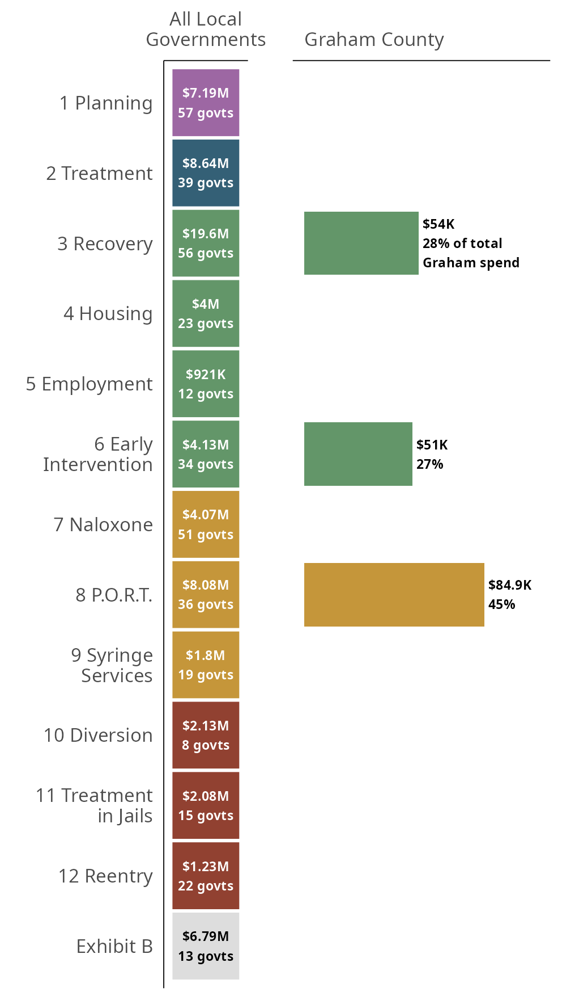 All Local
Governments
Graham County
1 Planning
$7.19M
57 govts
2 Treatment
$8.64M
39 govts
3 Recovery
$19.6M
56 govts
$54K
28% of total
Graham spend
4 Housing
$4M
23 govts
5 Employment
$921K
12 govts
6 Early
Intervention
$4.13M
34 govts
$51K
27%
7 Naloxone
$4.07M
51 govts
8 P.O.R.T.
$8.08M
36 govts
$84.9K
45%
9 Syringe
Services
$1.8M
19 govts
10 Diversion
$2.13M
8 govts
11 Treatment
in Jails
$2.08M
15 govts
12 Reentry
$1.23M
22 govts
Exhibit B
$6.79M
13 govts